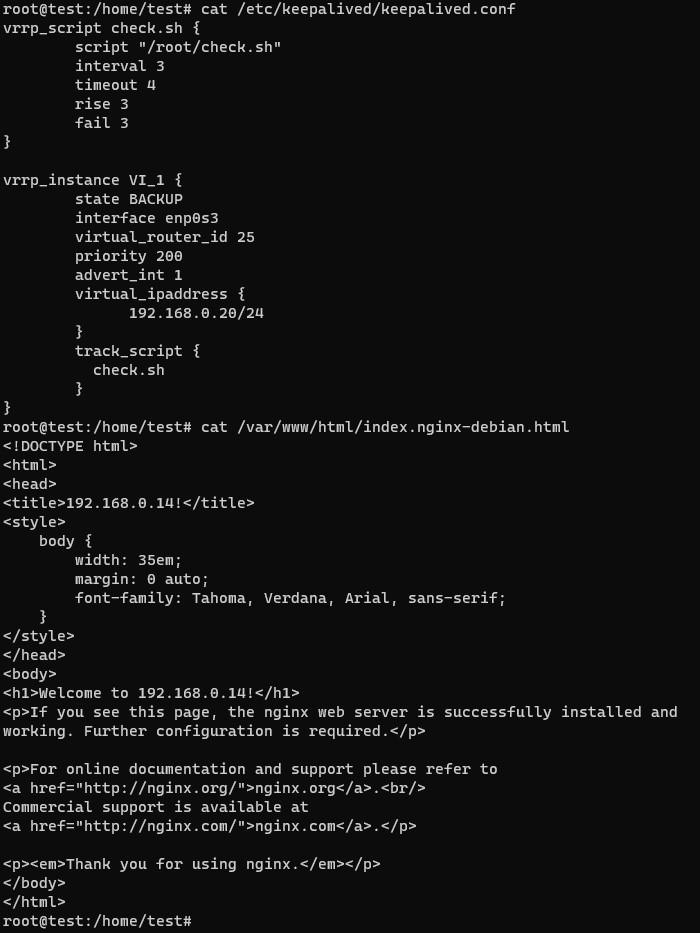 root@test:/home/test# cat /etc/keepalived/keepalived.conf
vrrp_script check.sh {
        script "/root/check.sh"
        interval 3
        timeout 4
        rise 3
        fail 3
}

vrrp_instance VI_1 {
        state BACKUP
        interface enp0s3
        virtual_router_id 25
        priority 200
        advert_int 1
        virtual_ipaddress {
              192.168.0.20/24
        }
        track_script {
          check.sh
        }
}
root@test:/home/test# cat /var/www/html/index.nginx-debian.html
<!DOCTYPE html>
<html>
<head>
<title>192.168.0.14!</title>
<style>
    body {
        width: 35em;
        margin: 0 auto;
        font-family: Tahoma, Verdana, Arial, sans-serif;
    }
</style>
</head>
<body>
<h1>Welcome to 192.168.0.14!</h1>
<p>If you see this page, the nginx web server is successfully installed and
working. Further configuration is required.</p>

<p>For online documentation and support please refer to
<a href="http://nginx.org/">nginx.org</a>.<br/>
Commercial support is available at
<a href="http://nginx.com/">nginx.com</a>.</p>

<p><em>Thank you for using nginx.</em></p>
</body>
</html>
root@test:/home/test#